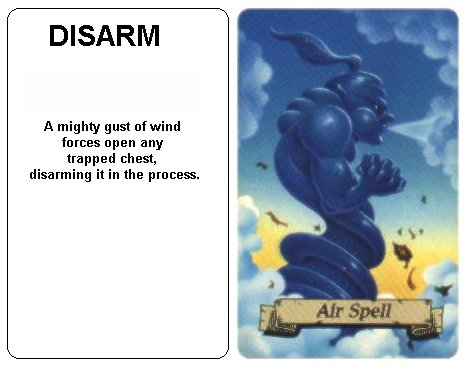 DISARM
A mighty gust of wind
forces open any
trapped chest,
disarming it in the process.
Air Spell